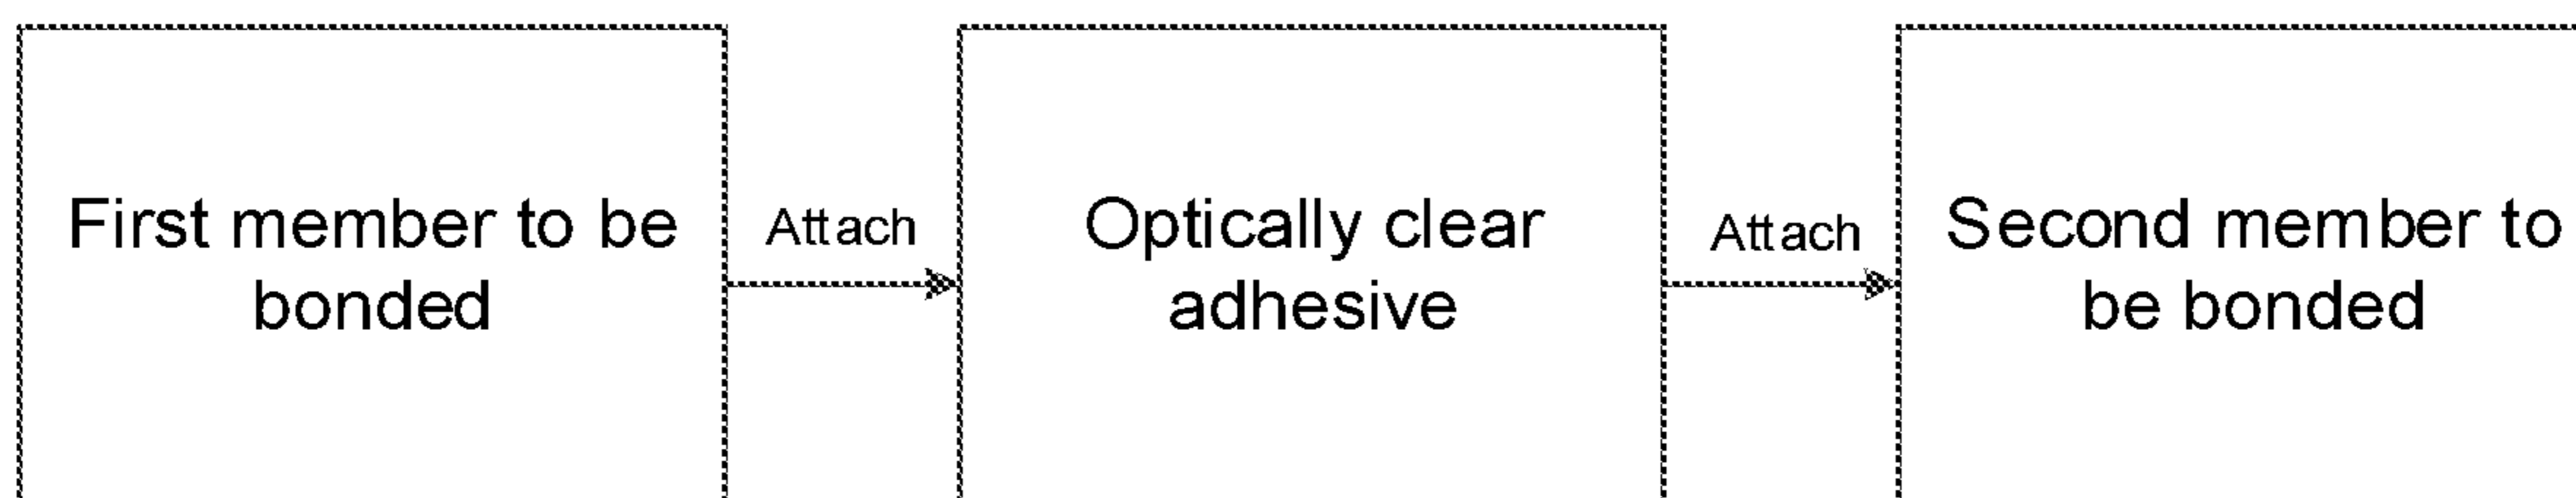 First member to be
bonded
Attach
Optically clear
adhesive
Attach
Second member to
be bonded